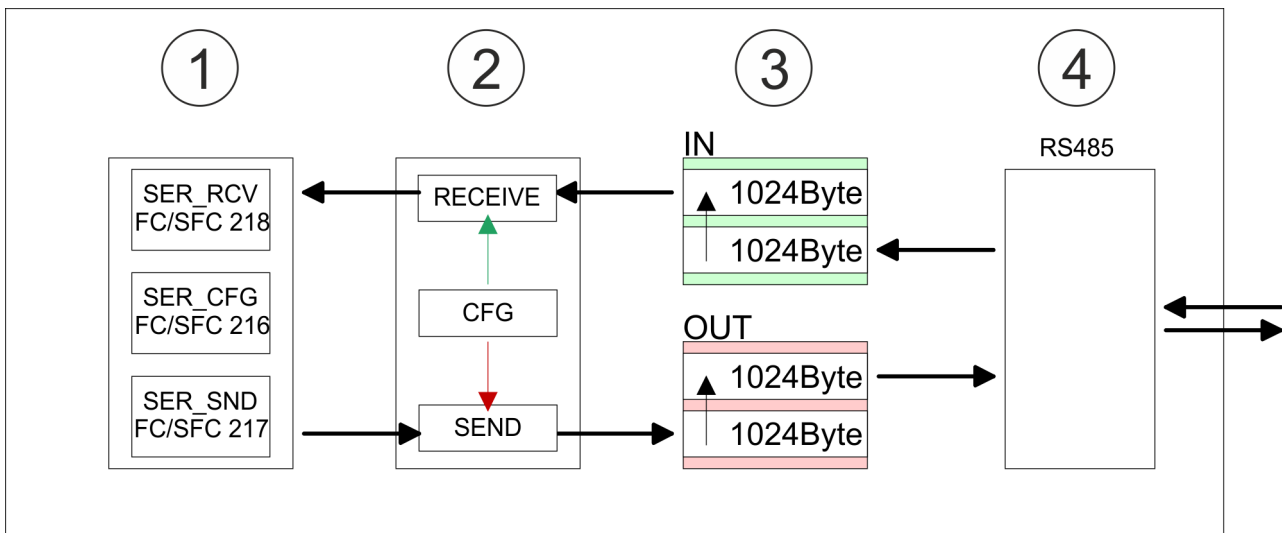 1
2
3
4
SER_RCV
FC/SFC 218
SER_CFG
FC/SFC 216
SER_SND
FC/SFC 217
RECEIVE
CFG
SEND
IN
1024Byte
1024Byte
OUT
1024Byte
1024Byte
RS485